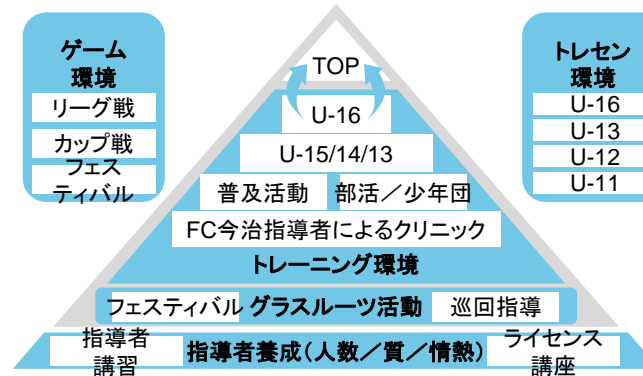 ゲーム
環境
リーグ戦
カップ戦
フェス
ティバル
TOP
U-16
U-15/14/13
普及活動
部活／少年団
FC今治指導者によるクリニック
トレーニング環境
フェスティバル グラスルーツ活動 巡回指導
指導者
講習
指導者養成（人数／質／情熱）
ライセンス
講座
トレセン
環境
U-16
U-13
U-12
U-11